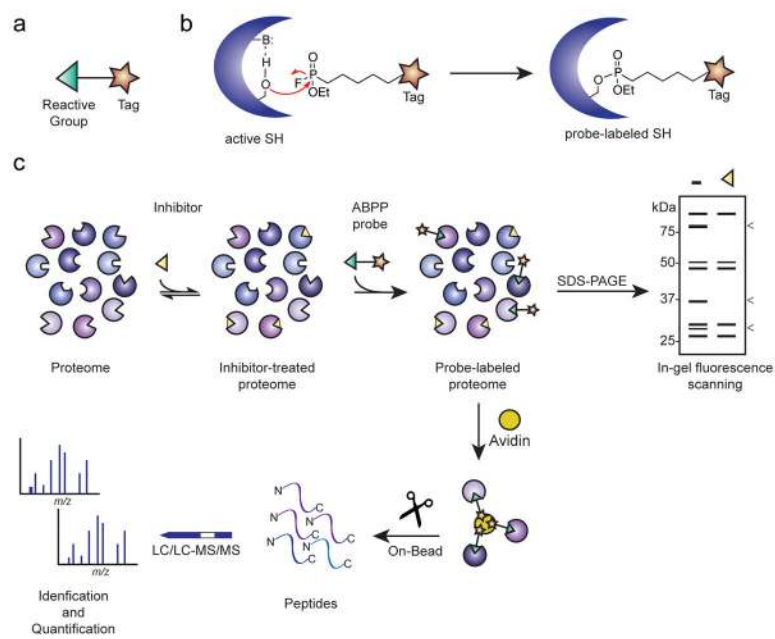 a
Reactive
Group
Tag
b
B:
H
O
F
O
P
OEt
Tag
active SH
O
O
P
OEt
Tag
probe-labeled SH
c
Inhibitor
ABPP
probe
Proteome
Inhibitor-treated
proteome
Probe-labeled
proteome
SDS-PAGE
kDa
75
50
37
25
-
<
<
<
In-gel fluorescence
scanning
Avidin
On-Bead
N
C
N
C
N
N
C
C
Peptides
LC/LC-MS/MS
m/z
m/z
Idenfication
and
Quantification